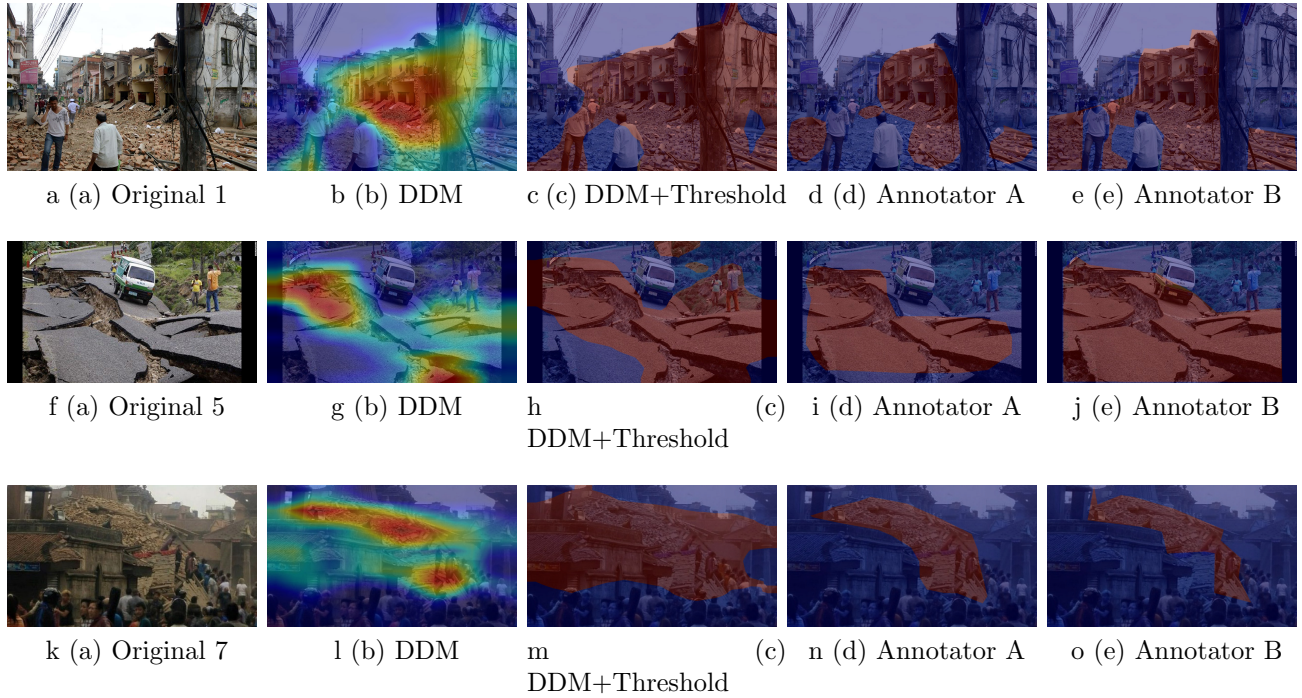 a (a) Original 1
b (b) DDM
c (c) DDM+Threshold
d (d) Annotator A
e (e) Annotator B
f (a) Original 5
g (b) DDM
h (c)
DDM+Threshold
i (d) Annotator A
j (e) Annotator B
k (a) Original 7
l (b) DDM
m (c)
DDM+Threshold
n (d) Annotator A
o (e) Annotator B